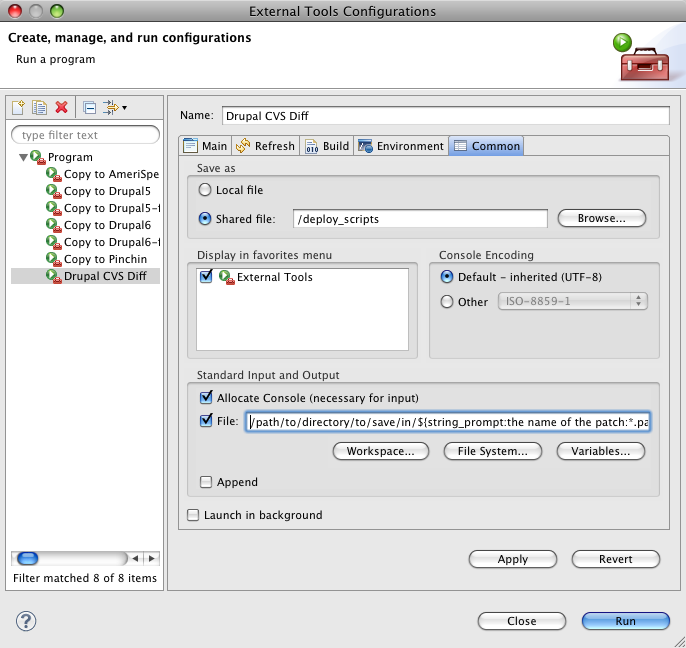 External Tools Configurations
Create, manage, and run configurations
Run a program
type filter text
Program
Copy to AmeriSpe
Copy to Drupal5
Copy to Drupal5-f
Copy to Drupal6
Copy to Drupal6-f
Copy to Pinchin
Drupal CVS Diff
Filter matched 8 of 8 items
Name: Drupal CVS Diff
Main Refresh Build Environment Common
Save as
Local file
Shared file: /deploy_scripts Browse...
Display in favorites menu
External Tools
Console Encoding
Default - inherited (UTF-8)
Other ISO-8859-1
Standard Input and Output
Allocate Console (necessary for input)
File: /path/to/directory/to/save/in/${string_prompt:the name of the patch:*.pa
Workspace... File System... Variables...
Append
Launch in background
Apply Revert
? Close Run